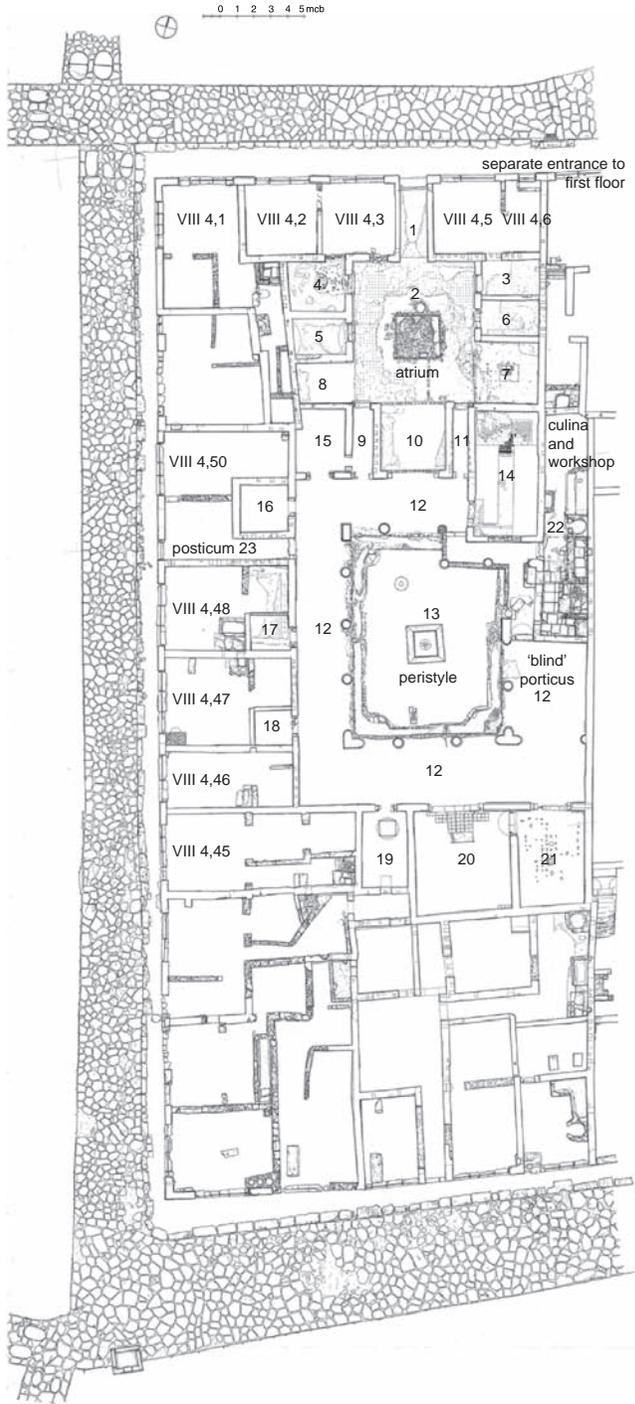 0 1 2 3 4 5 mcb
separate entrance to
first floor
VIII 4,1
VIII 4,2
VIII 4,3
1
VIII 4,5
VIII 4,6
4
2
3
5
6
atrium
8
7
15
9
10
11
culina
and
workshop
14
VIII 4,50
16
12
22
posticum 23
VIII 4,48
17
12
13
peristyle
'blind'
porticus
12
VIII 4,47
18
12
VIII 4,46
VIII 4,45
19
20
21